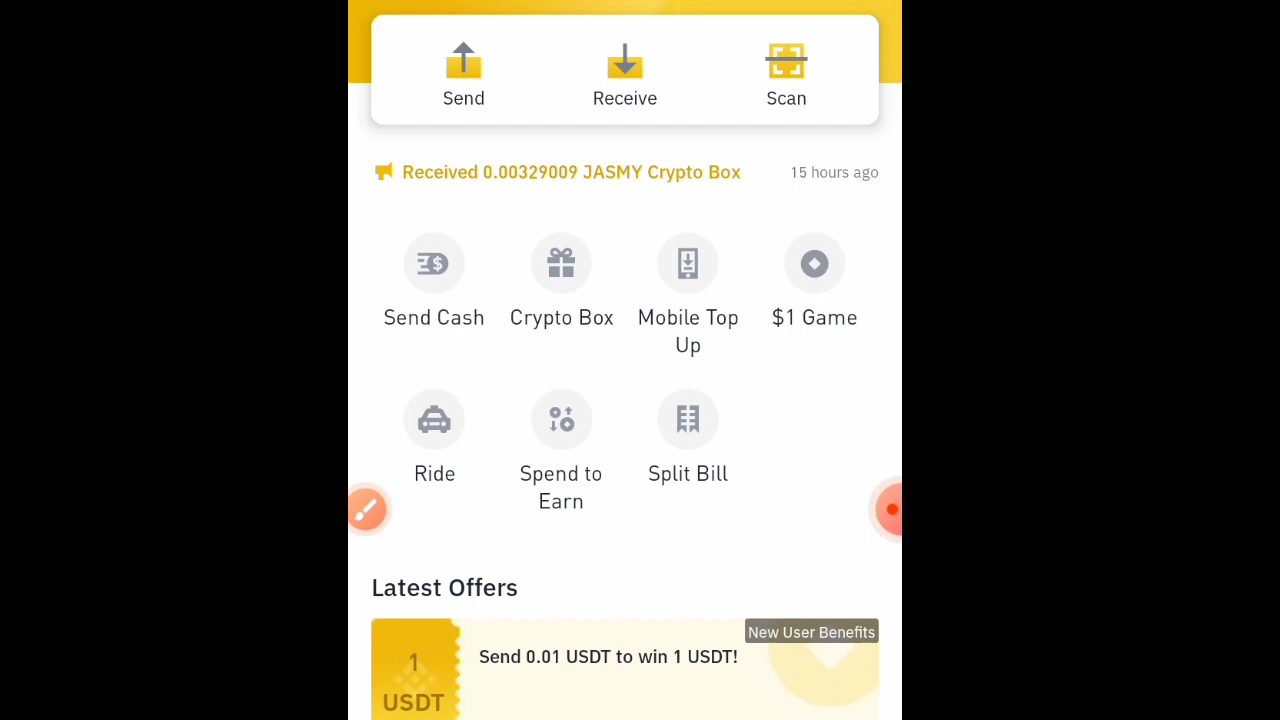 Send Receive Scan
Received 0.00329009 JASMY Crypto Box 15 hours ago
Send Cash Crypto Box Mobile Top $1 Game
Up
Ride Spend to Split Bill
Earn
Latest Offers
New User Benefits
Send 0.01 USDT to win 1 USDT!
1
USDT